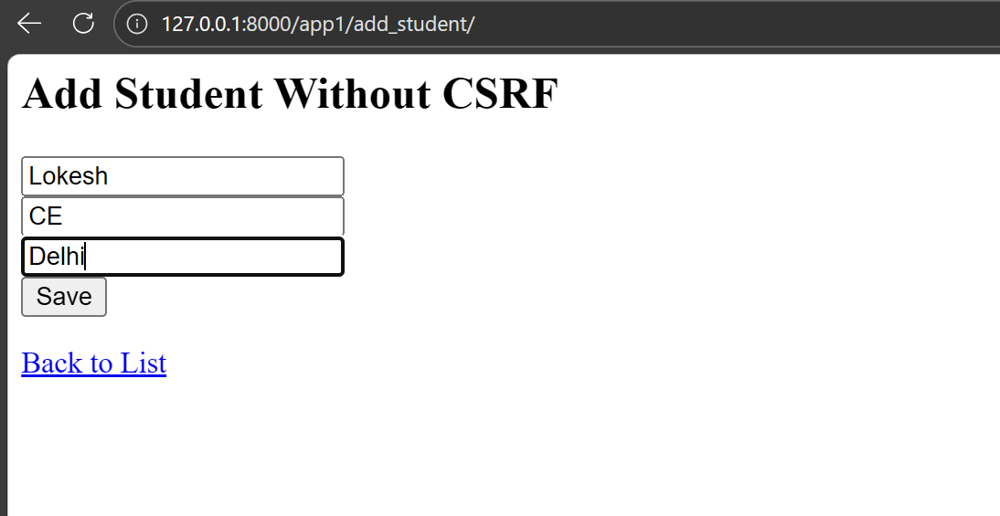 127.0.0.1:8000/app1/add_student/
Add Student Without CSRF
Lokesh
CE
Delhi
Save
Back to List